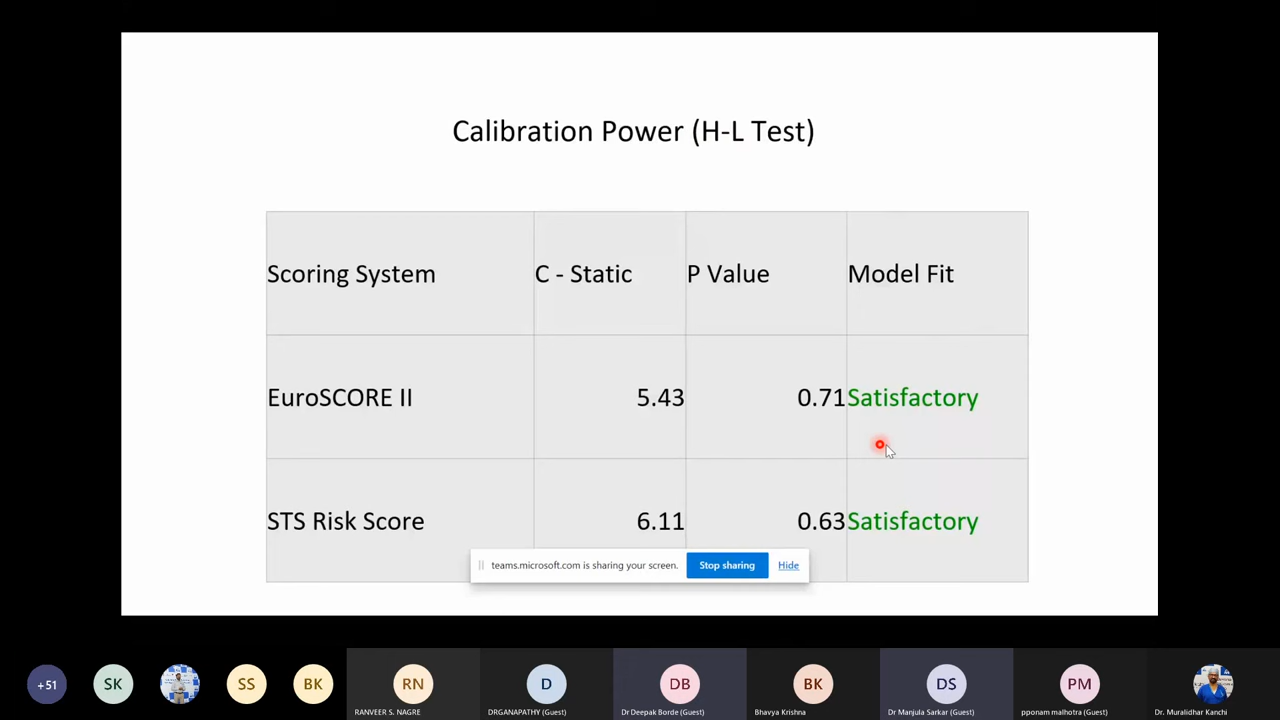 Calibration Power (H-L Test)
Scoring System C - Static P Value Model Fit
EuroSCORE II 5.43 0.71 Satisfactory
STS Risk Score 6.11 0.63 Satisfactory
teams.microsoft.com is sharing your screen. Stop sharing Hide
+51 SK SS BK RN D DB BK DS PM
RANVEER S. NAGRE DRGANAPATHY (Guest) Dr Deepak Borde (Guest) Bhavya Krishna Dr Manjula Sarkar (Guest) pponam malhotra (Guest) Dr. Muralidhar Kanchi